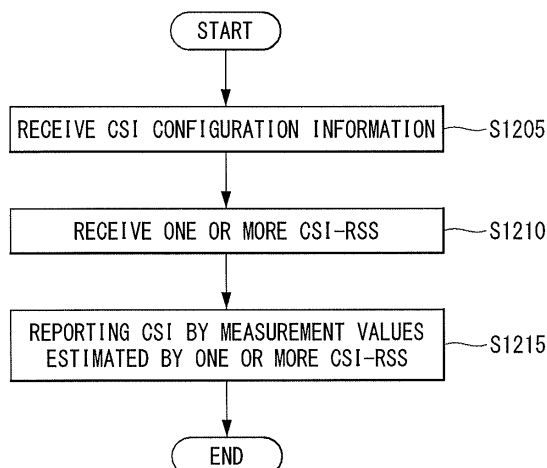 START
RECEIVE CSI CONFIGURATION INFORMATION
S1205
RECEIVE ONE OR MORE CSI-RSS
S1210
REPORTING CSI BY MEASUREMENT VALUES
ESTIMATED BY ONE OR MORE CSI-RSS
S1215
END